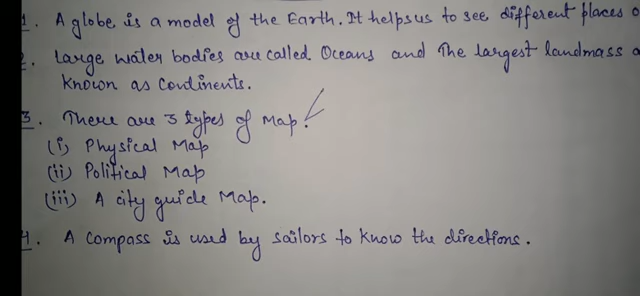 1. A globe is a model of the Earth. It helps us to see different places o
2. Large water bodies are called Oceans and The largest landmass a
Known as Continents.
3. There are 3 types of Map.
(i) Physical Map
(ii) Political Map
(iii) A city guide Map.
4. A Compass is used by sailors to Know the directions.